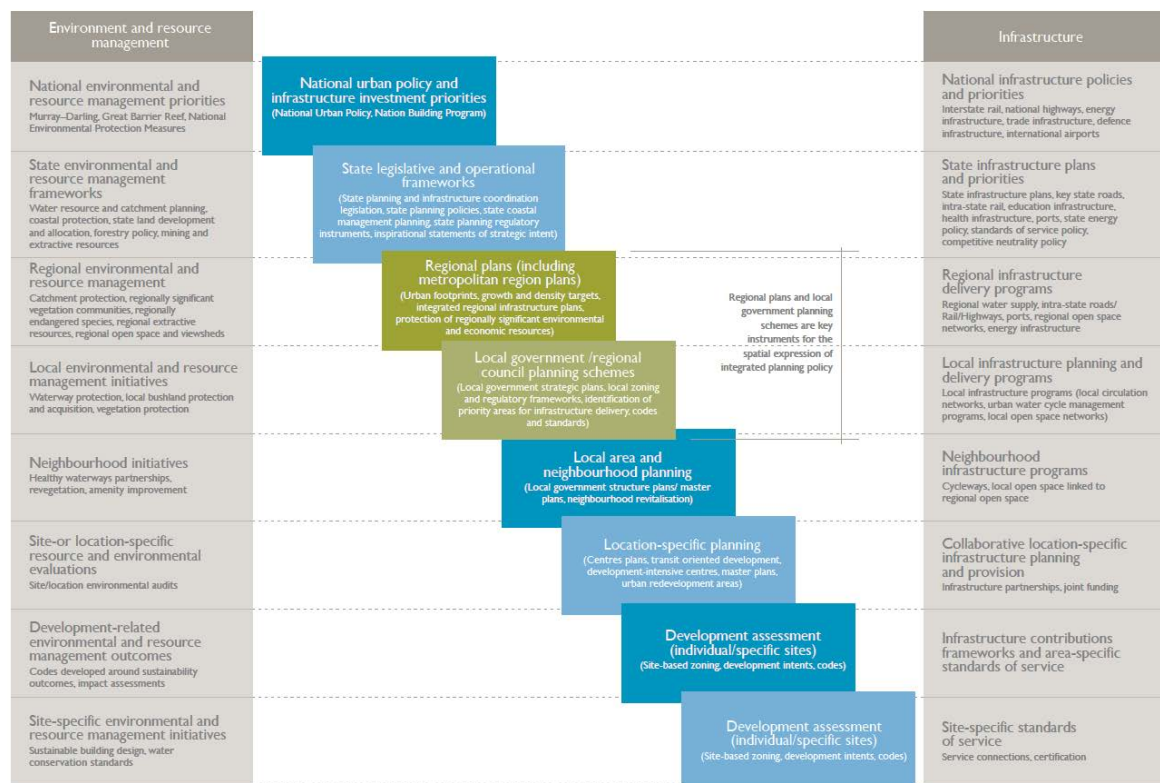 Environment and resource
management
Infrastructure
National environmental and
resource management priorities
Murray–Darling, Great Barrier Reef, National
Environmental Protection Measures
National urban policy and
infrastructure investment priorities
(National Urban Policy, Nation Building Program)
National infrastructure policies
and priorities
Interstate rail, national highways, energy
infrastructure, trade infrastructure, defence
infrastructure, international airports
State environmental and
resource management
frameworks
Water resource and catchment planning,
coastal protection, state land development
and allocation, forestry policy, mining and
extractive resources
State legislative and operational
frameworks
(State planning and infrastructure coordination
legislation, state planning policies, state coastal
management planning, state planning regulatory
instruments, inspirational statements of strategic intent)
State infrastructure plans
and priorities
State infrastructure plans, key state roads,
intra-state rail, education infrastructure,
health infrastructure, ports, state energy
policy, standards of service policy,
competitive neutrality policy
Regional environmental and
resource management
Catchment protection, regionally significant
vegetation communities, regionally
endangered species, regional extractive
resources, regional open space and viewsheds
Regional plans (including
metropolitan region plans)
(Urban footprints, growth and density targets,
integrated regional infrastructure plans,
protection of regionally significant environmental
and economic resources)
Regional plans and local
government planning
schemes are key
instruments for the
spatial expression of
integrated planning policy
Regional infrastructure
delivery programs
Regional water supply, intra-state roads/
Rail/Highways, ports, regional open space
networks, energy infrastructure
Local environmental and resource
management initiatives
Waterway protection, local bushland protection
and acquisition, vegetation protection
Local government /regional
council planning schemes
(Local government strategic plans, local zoning
and regulatory frameworks, identification of
priority areas for infrastructure delivery, codes
and standards)
Local infrastructure planning and
delivery programs
Local infrastructure programs (local circulation
networks, urban water cycle management
programs, local open space networks)
Neighbourhood initiatives
Healthy waterways partnerships,
revegetation, amenity improvement
Local area and
neighbourhood planning
(Local government structure plans/ master
plans, neighbourhood revitalisation)
Neighbourhood
infrastructure programs
Cycleways, local open space linked to
regional open space
Site-or location-specific
resource and environmental
evaluations
Site/location environmental audits
Location-specific planning
(Centres plans, transit oriented development,
development-intensive centres, master plans,
urban redevelopment areas)
Collaborative location-specific
infrastructure planning
and provision
Infrastructure partnerships, joint funding
Development-related
environmental and resource
management outcomes
Codes developed around sustainability
outcomes, impact assessments
Development assessment
(individual/specific sites)
(Site-based zoning, development intents, codes)
Infrastructure contributions
frameworks and area-specific
standards of service
Site-specific environmental and
resource management initiatives
Sustainable building design, water
conservation standards
Development assessment
(individual/specific sites)
(Site-based zoning, development intents, codes)
Site-specific standards
of service
Service connections, certification